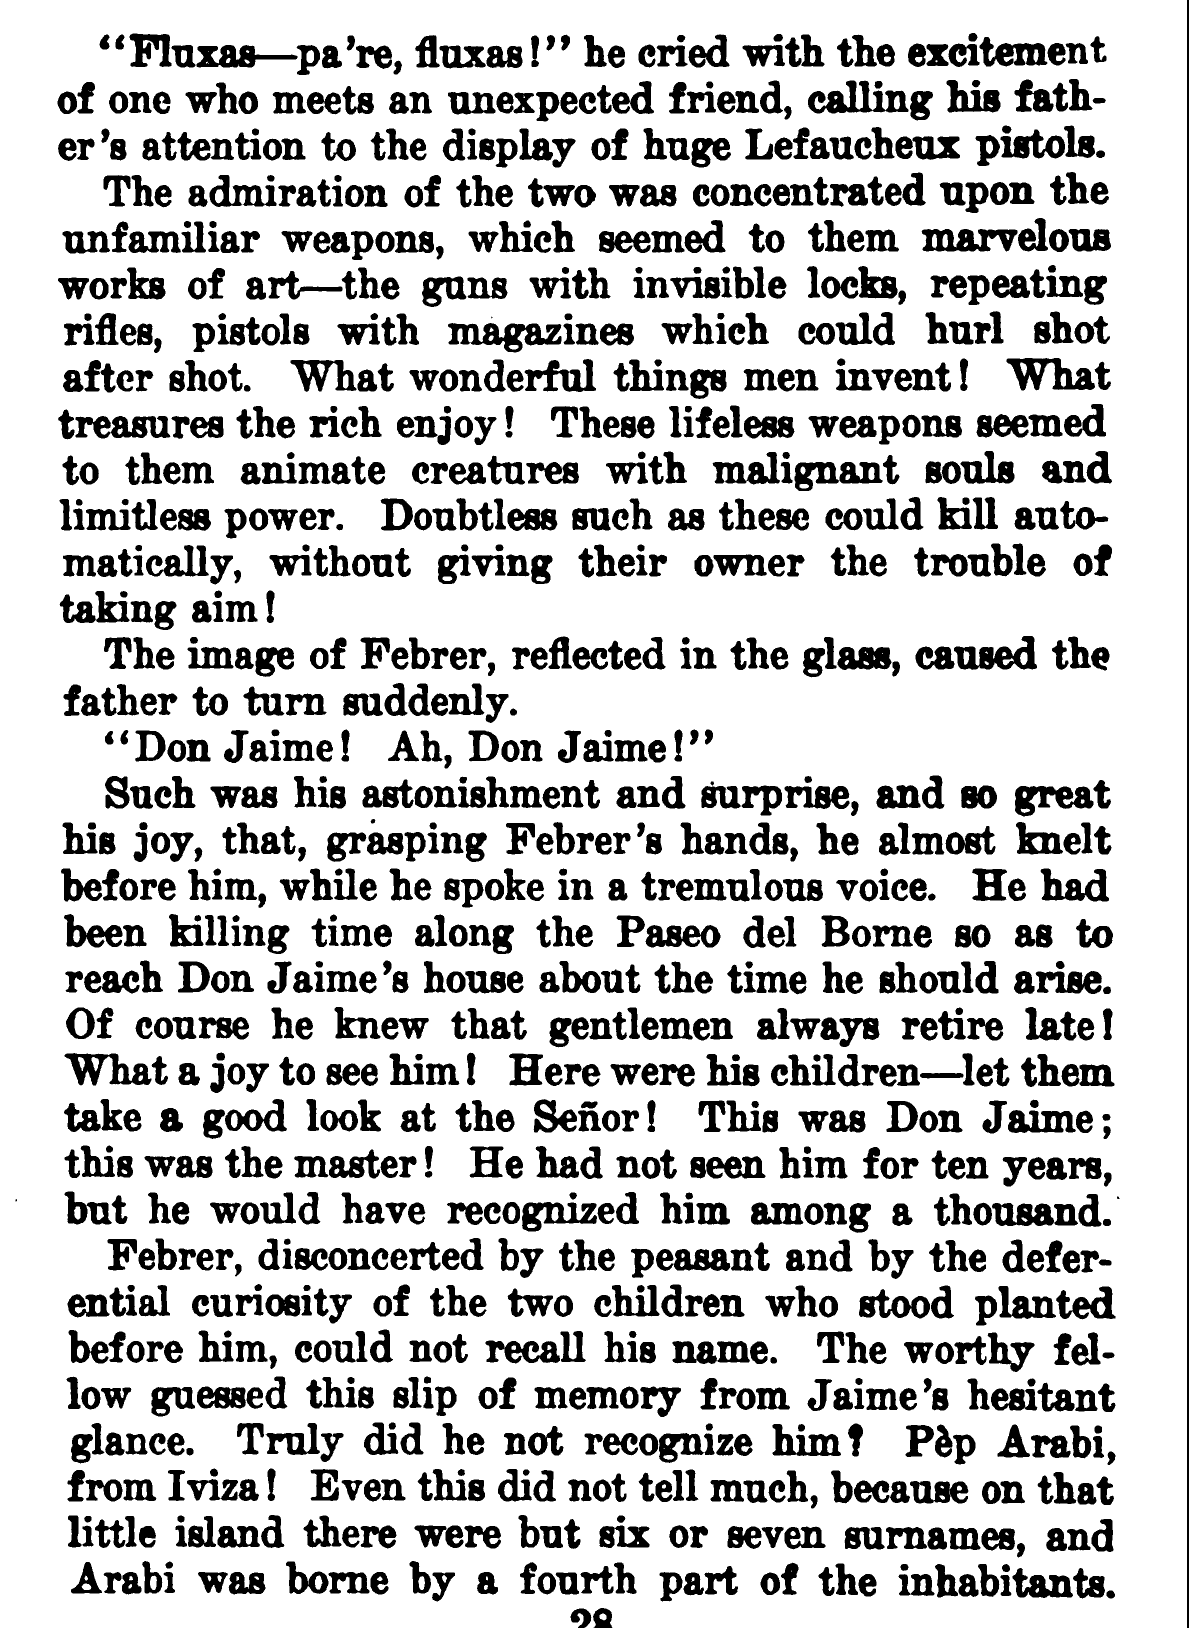 “Fluxas—pa're, fluxas!” he cried with the excitement
of one who meets an unexpected friend, calling his fath-
er's attention to the display of huge Lefaucheux pistols.
The admiration of the two was concentrated upon the
unfamiliar weapons, which seemed to them marvelous
works of art—the guns with invisible locks, repeating
rifles, pistols with magazines which could hurl shot
after shot. What wonderful things men invent! What
treasures the rich enjoy! These lifeless weapons seemed
to them animate creatures with malignant souls and
limitless power. Doubtless such as these could kill auto-
matically, without giving their owner the trouble of
taking aim!
The image of Febrer, reflected in the glass, caused the
father to turn suddenly.
“Don Jaime! Ah, Don Jaime!”
Such was his astonishment and surprise, and so great
his joy, that, grasping Febrer's hands, he almost knelt
before him, while he spoke in a tremulous voice. He had
been killing time along the Paseo del Borne so as to
reach Don Jaime's house about the time he should arise.
Of course he knew that gentlemen always retire late!
What a joy to see him! Here were his children—let them
take a good look at the Señor! This was Don Jaime;
this was the master! He had not seen him for ten years,
but he would have recognized him among a thousand.
Febrer, disconcerted by the peasant and by the defer-
ential curiosity of the two children who stood planted
before him, could not recall his name. The worthy fel-
low guessed this slip of memory from Jaime's hesitant
glance. Truly did he not recognize him? Pèp Arabi,
from Iviza! Even this did not tell much, because on that
little island there were but six or seven surnames, and
Arabi was borne by a fourth part of the inhabitants.
28